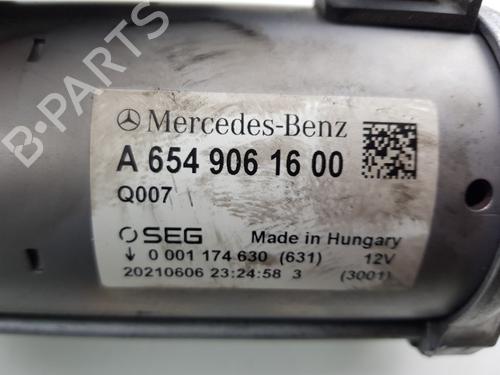 Mercedes-Benz
A 654 906 16 00
Q007
SEG Made in Hungary
0 001 174 630 (631) 12V
20210606 23:24:58 3 (3001)
B-PARTS